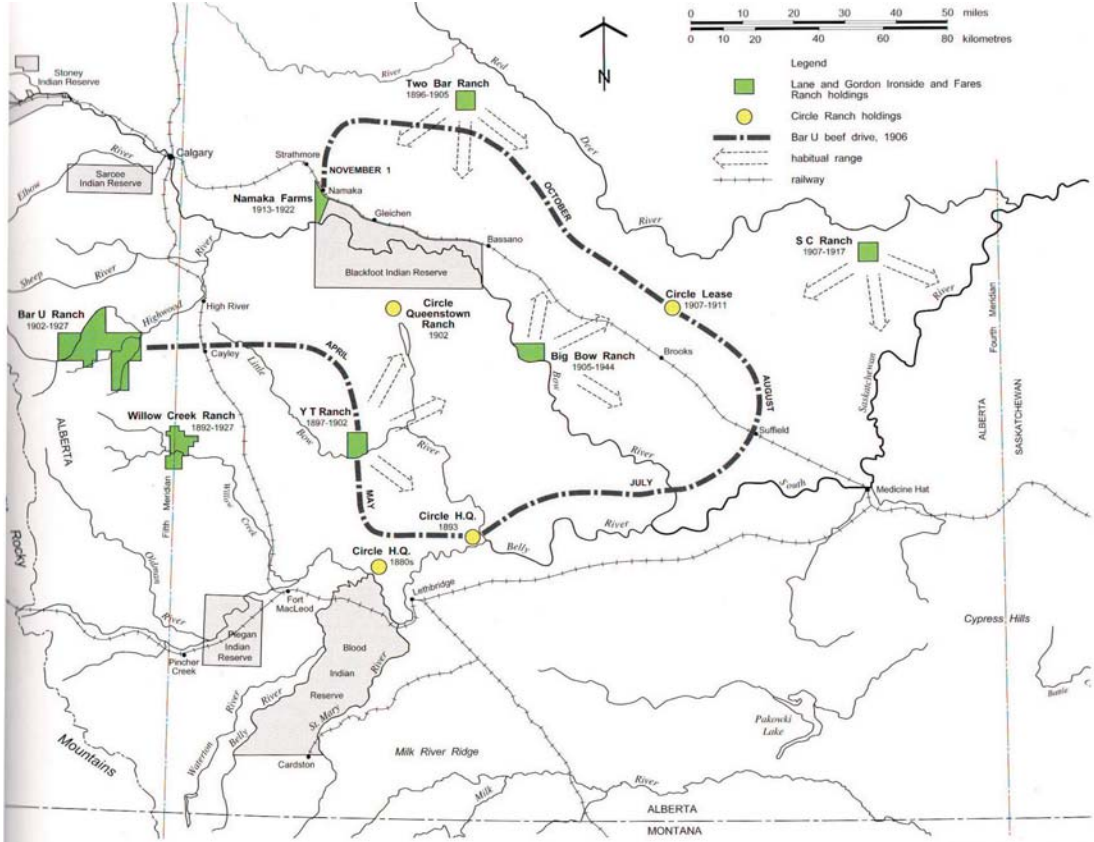 0 10 20 30 40 50 miles
0 10 20 40 60 80 kilometres
N
Legend
Lane and Gordon Ironside and Fares
Ranch holdings
Circle Ranch holdings
Bar U beef drive, 1906
habitual range
railway
Stoney
Indian Reserve
River
Red
Deer
River
Two Bar Ranch
1896-1905
Calgary
River
Elbow
Sarcee
Indian Reserve
Strathmore
NOVEMBER 1
Namaka
Namaka Farms
1913-1922
Gleichen
Bassano
OCTOBER
Blackfoot Indian Reserve
S C Ranch
1907-1917
River
Saskatchewan
South
Fourth Meridian
River
Sheep
River
Highwood
High River
Bar U Ranch
1902-1927
Circle
Queenstown
Ranch
1902
Circle Lease
1907-1911
Cayley
APRIL
Little
Bow
River
Big Bow Ranch
1905-1944
Bow
River
Brooks
AUGUST
ALBERTA
SASKATCHEWAN
Willow Creek Ranch
1892-1927
Y T Ranch
1897-1902
ALBERTA
Fifth Meridian
Willow
Creek
MAY
JULY
Suffield
Medicine Hat
Circle H.Q.
1893
River
Belly
Circle H.Q.
1880s
Rocky
Mountains
Oldman
River
Fort
MacLeod
Lethbridge
Piegan
Indian
Reserve
Pincher
Creek
Blood
Indian
Reserve
River
St. Mary
River
Waterton
River
Belly
Cardston
Cypress Hills
Pakowki
Lake
Milk River Ridge
Milk
River
ALBERTA
MONTANA